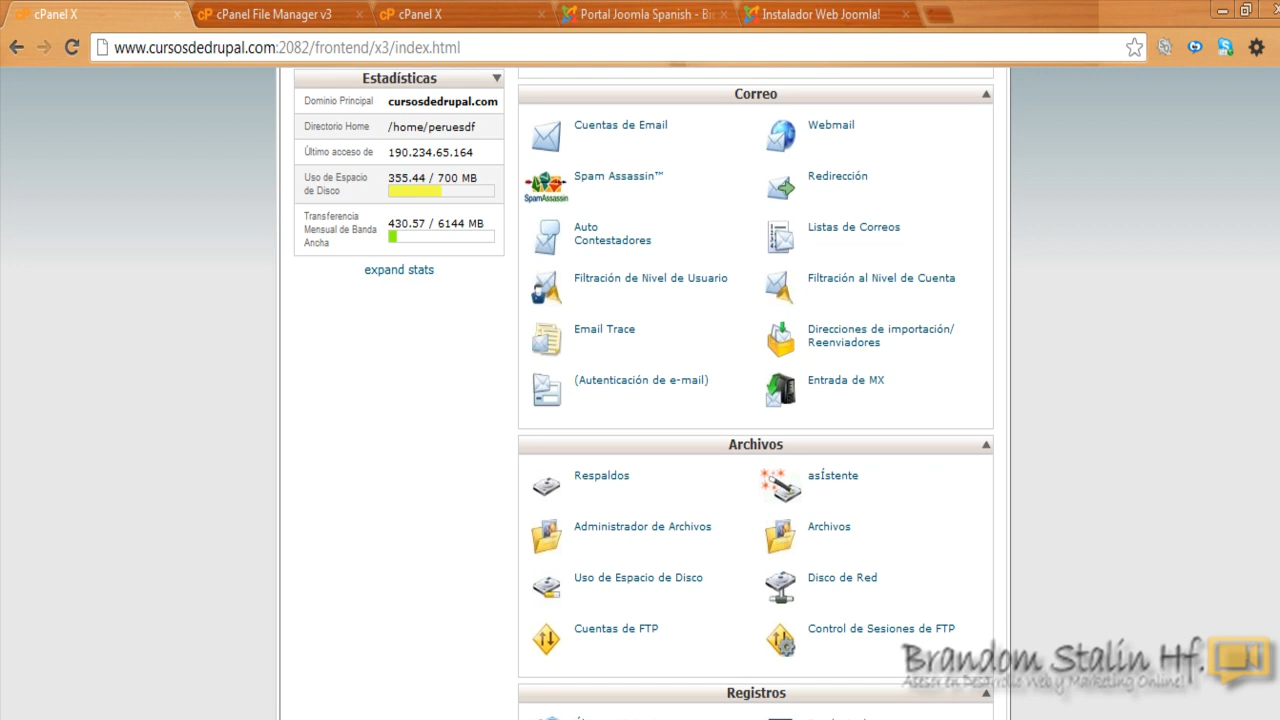 cPanel X
cPanel File Manager v3
cPanel X
Portal Joomla Spanish - Bi
Instalador Web Joomla!
www.cursosdedrupal.com:2082/frontend/x3/index.html
Estadísticas
Dominio Principal cursosdedrupal.com
Directorio Home /home/peruesdf
Último acceso de 190.234.65.164
Uso de Espacio
de Disco
355.44 / 700 MB
Transferencia
Mensual de Banda
Ancha
430.57 / 6144 MB
expand stats
Correo
Cuentas de Email
Webmail
SpamAssassin
Spam Assassin™
Redirección
Auto
Contestadores
Listas de Correos
Filtración de Nivel de Usuario
Filtración al Nivel de Cuenta
Email Trace
Direcciones de importación/
Reenviadores
(Autenticación de e-mail)
Entrada de MX
Archivos
Respaldos
asÍstente
Administrador de Archivos
Archivos
Uso de Espacio de Disco
Disco de Red
Cuentas de FTP
Control de Sesiones de FTP
Brandom Stalin Hf.
Asesor en Desarrollo Web y Marketing Online!
Registros